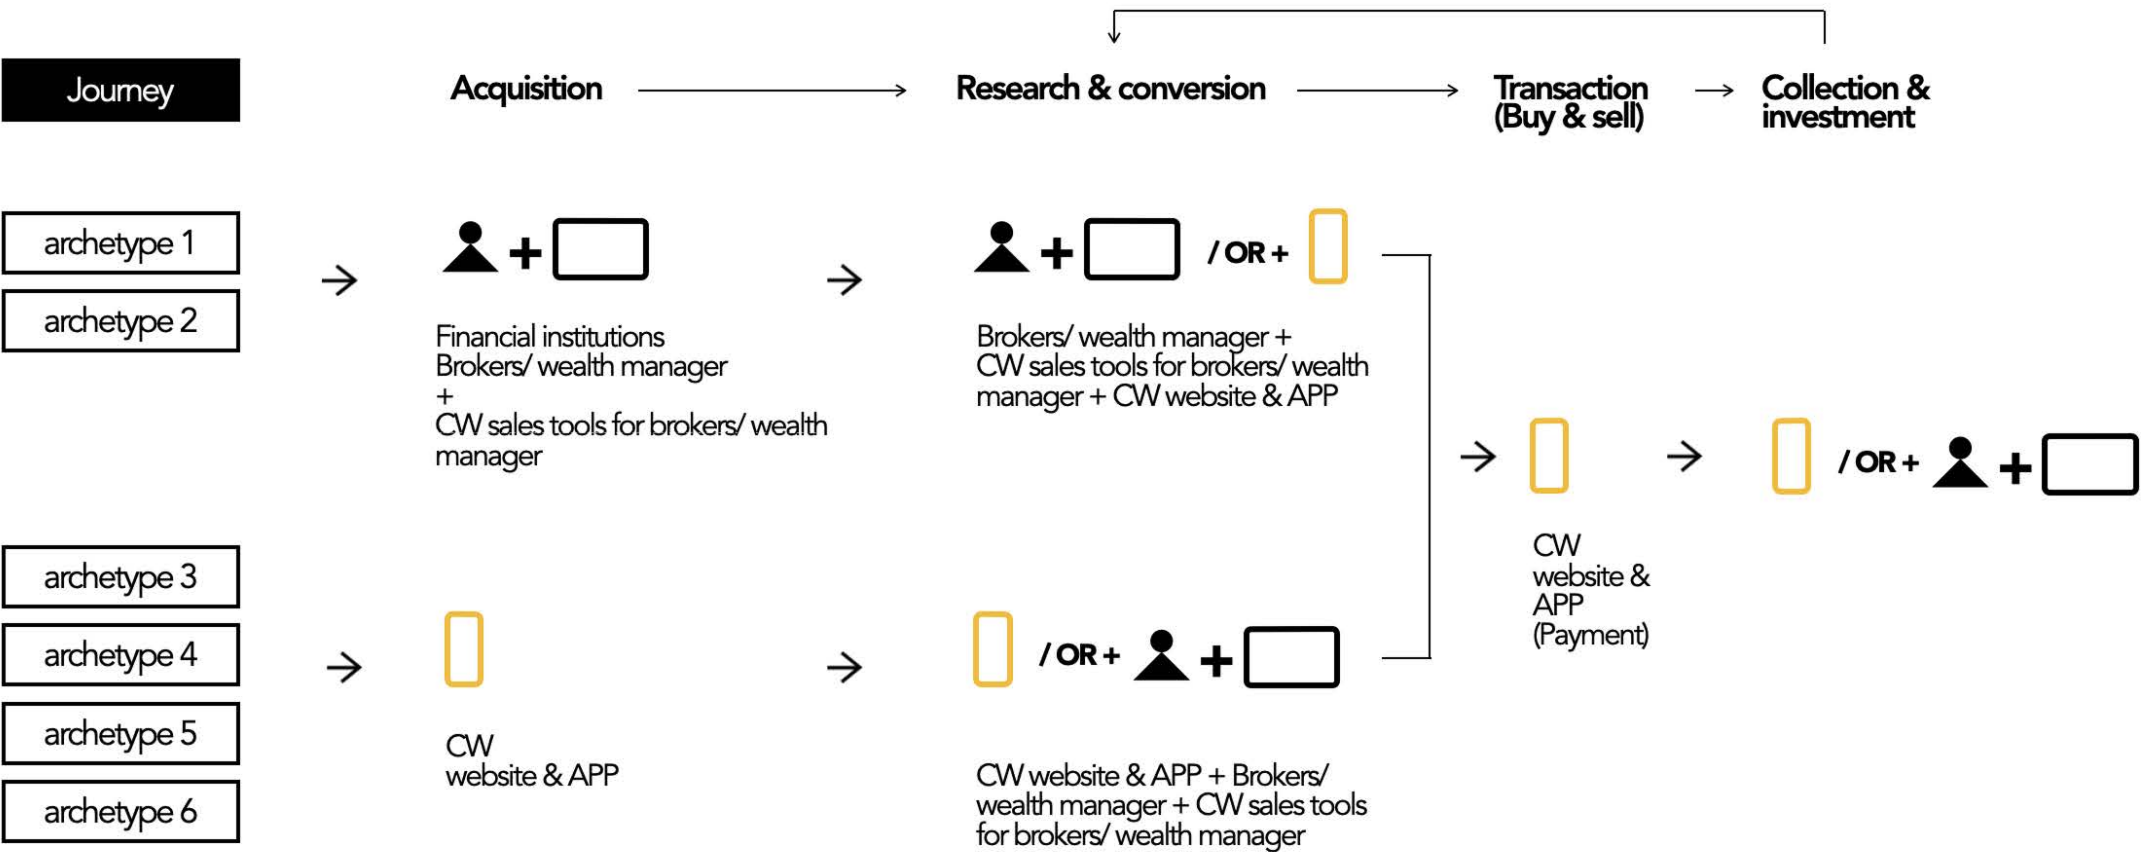 Journey
Acquisition
Research & conversion
Transaction
(Buy & sell)
Collection &
investment
archetype 1
archetype 2
+
Financial institutions
Brokers/ wealth manager
+
CW sales tools for brokers/ wealth
manager
+
/ OR +
Brokers/ wealth manager +
CW sales tools for brokers/ wealth
manager + CW website & APP
archetype 3
archetype 4
archetype 5
archetype 6
CW
website & APP
/ OR +
+
CW website & APP + Brokers/
wealth manager + CW sales tools
for brokers/ wealth manager
CW
website &
APP
(Payment)
/ OR +
+